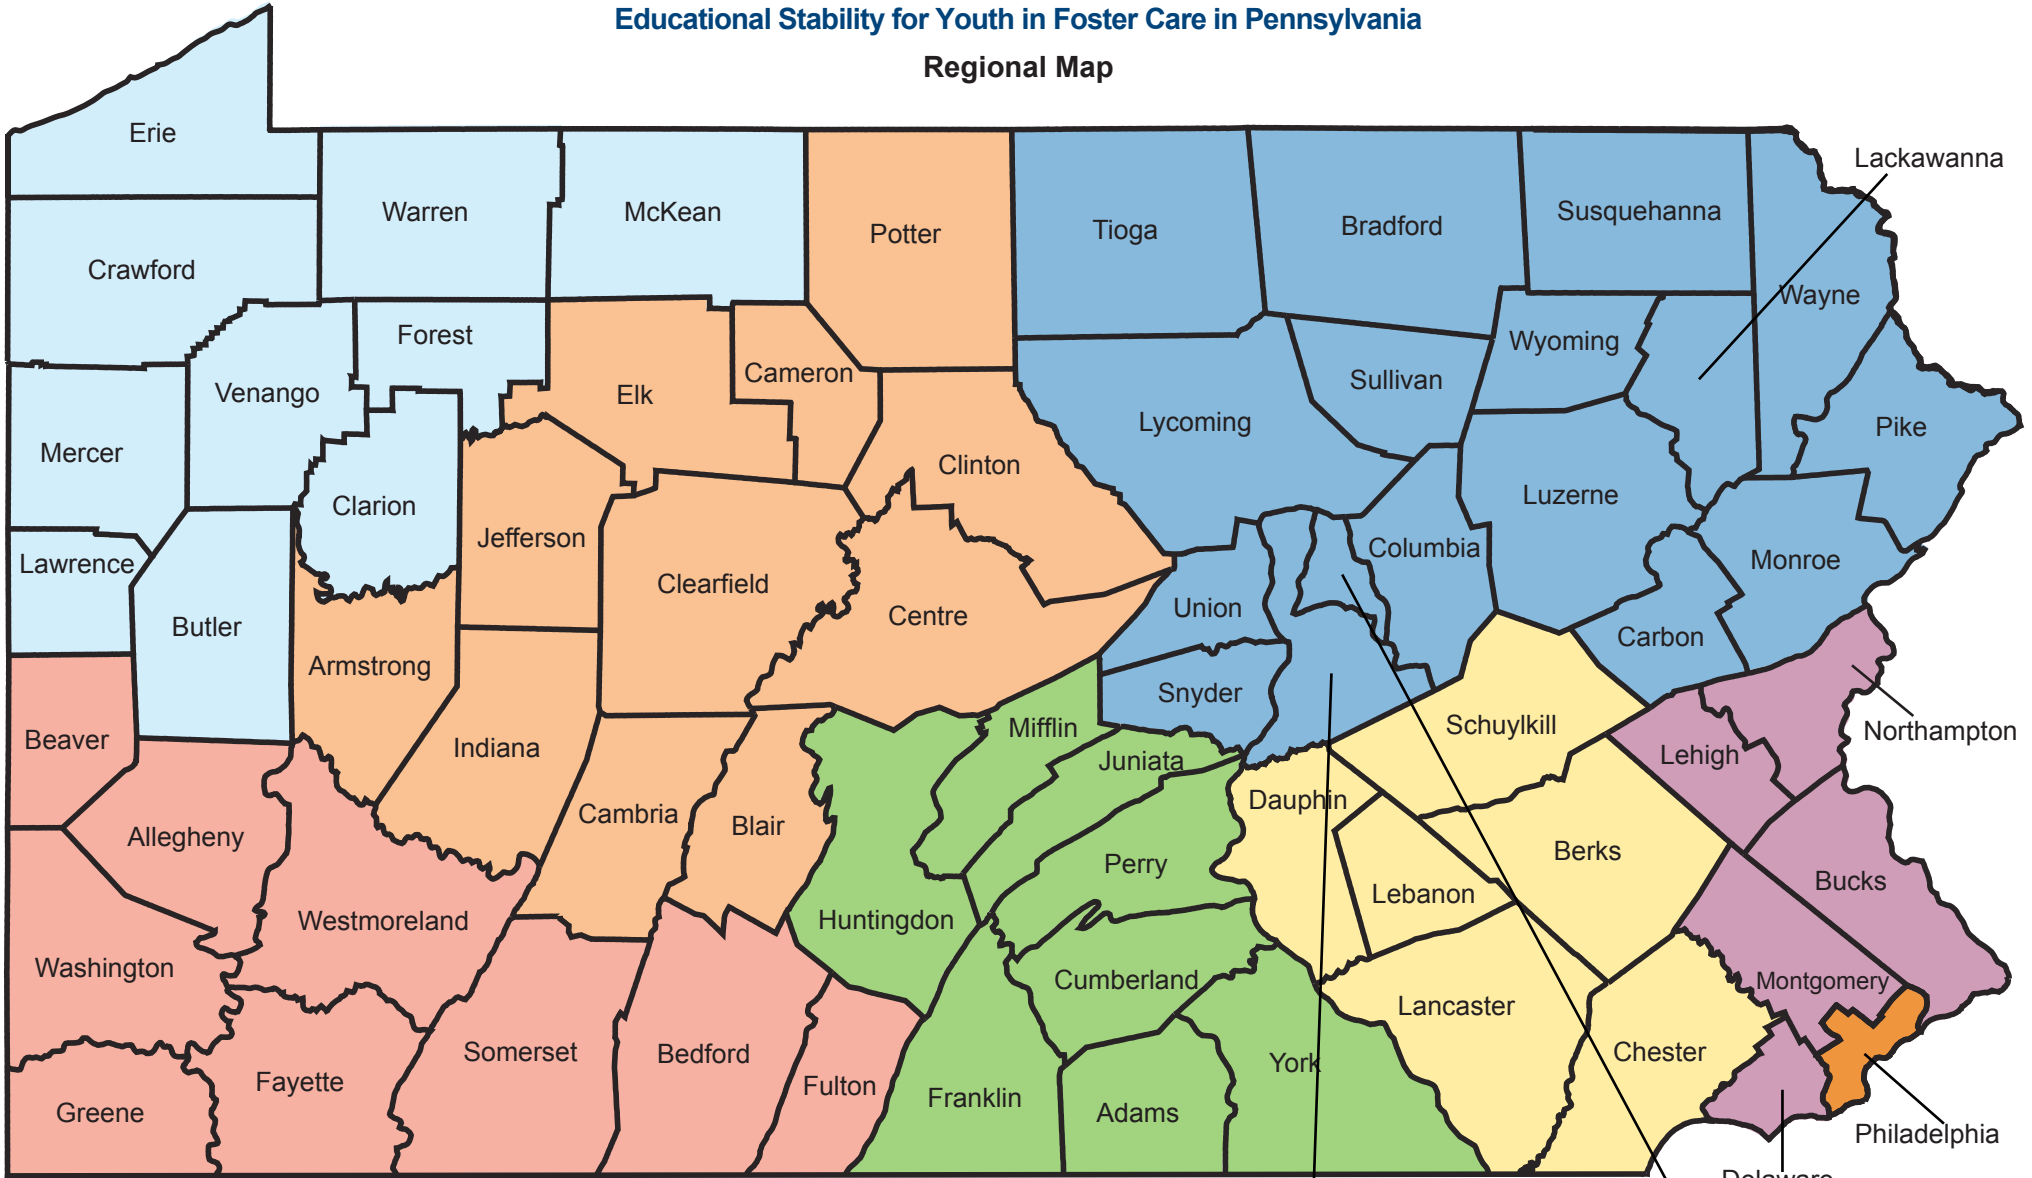 Educational Stability for Youth in Foster Care in Pennsylvania
Regional Map
Erie
Lackawanna
Warren
McKean
Susquehanna
Potter
Tioga
Bradford
Crawford
Wayne
Forest
Wyoming
Cameron
Sullivan
Venango
Elk
Lycoming
Pike
Mercer
Clinton
Clarion
Luzerne
Jefferson
Columbia
Lawrence
Clearfield
Monroe
Union
Centre
Butler
Carbon
Armstrong
Snyder
Mifflin
Schuylkill
Northampton
Beaver
Indiana
Juniata
Lehigh
Dauphin
Cambria
Blair
Allegheny
Perry
Berks
Bucks
Lebanon
Huntingdon
Westmoreland
Washington
Cumberland
Montgomery
Lancaster
Somerset
Bedford
York
Chester
Fayette
Fulton
Franklin
Greene
Adams
Philadelphia
Delaware